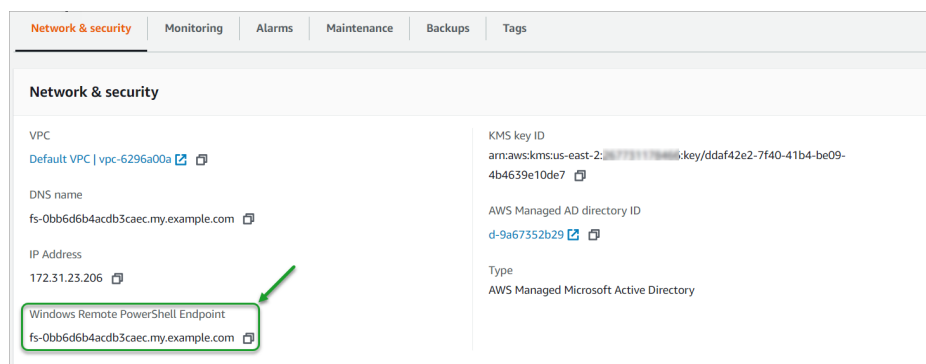 Network & security
Monitoring
Alarms
Maintenance
Backups
Tags
Network & security
VPC
Default VPC | vpc-6296a00a
DNS name
fs-0bb6d6b4acdb3caec.my.example.com
IP Address
172.31.23.206
Windows Remote PowerShell Endpoint
fs-0bb6d6b4acdb3caec.my.example.com
KMS key ID
arn:aws:kms:us-east-2: :key/ddaf42e2-7f40-41b4-be09-
4b4639e10de7
AWS Managed AD directory ID
d-9a67352b29
Type
AWS Managed Microsoft Active Directory